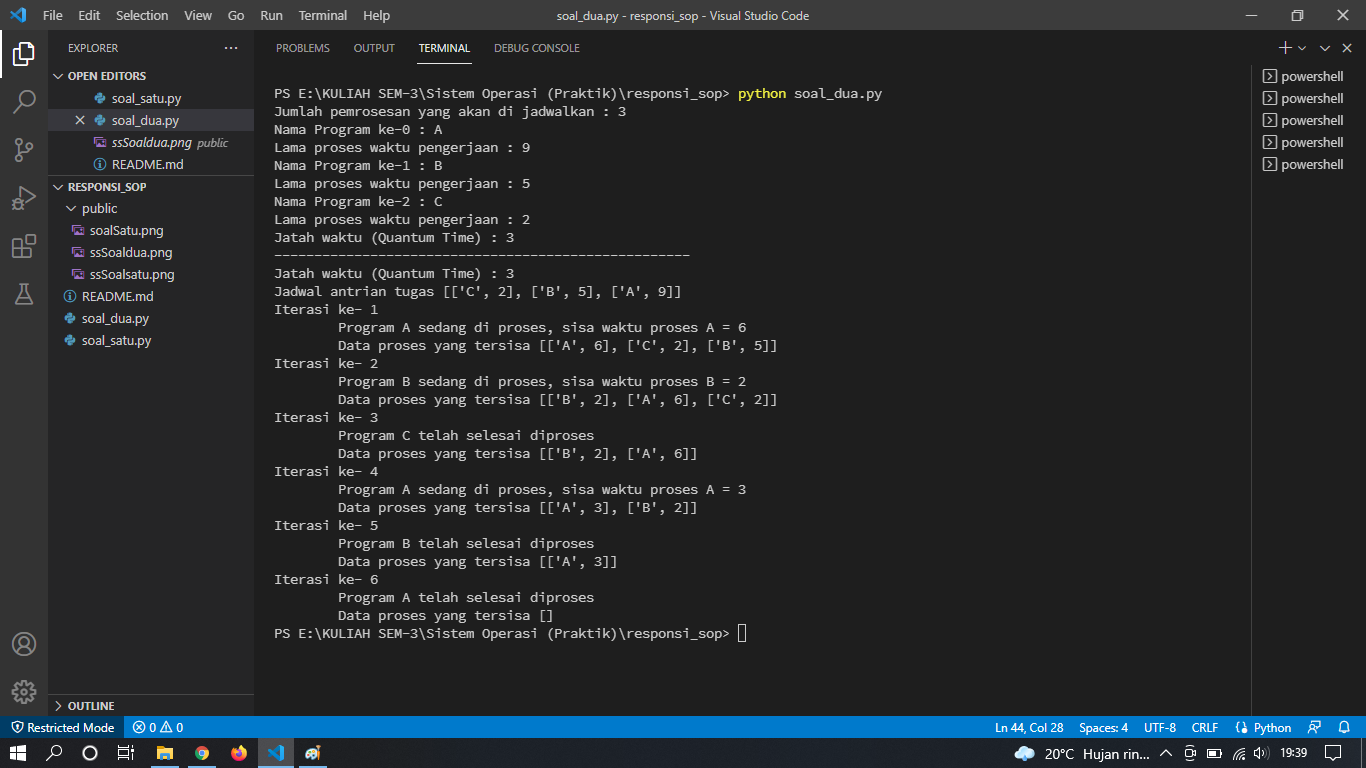 File Edit Selection View Go Run Terminal Help soal_dua.py - responsi_sop - Visual Studio Code
EXPLORER
OPEN EDITORS
soal_satu.py
soal_dua.py
ssSoaldua.png public
README.md
RESPONSI_SOP
public
soalSatu.png
ssSoaldua.png
ssSoalsatu.png
README.md
soal_dua.py
soal_satu.py
OUTLINE
PROBLEMS OUTPUT TERMINAL DEBUG CONSOLE
PS E:\KULIAH SEM-3\Sistem Operasi (Praktik)\responsi_sop> python soal_dua.py
Jumlah pemrosesan yang akan di jadwalkan : 3
Nama Program ke-0 : A
Lama proses waktu pengerjaan : 9
Nama Program ke-1 : B
Lama proses waktu pengerjaan : 5
Nama Program ke-2 : C
Lama proses waktu pengerjaan : 2
Jatah waktu (Quantum Time) : 3
----------------------------------------------------
Jatah waktu (Quantum Time) : 3
Jadwal antrian tugas [['C', 2], ['B', 5], ['A', 9]]
Iterasi ke- 1
Program A sedang di proses, sisa waktu proses A = 6
Data proses yang tersisa [['A', 6], ['C', 2], ['B', 5]]
Iterasi ke- 2
Program B sedang di proses, sisa waktu proses B = 2
Data proses yang tersisa [['B', 2], ['A', 6], ['C', 2]]
Iterasi ke- 3
Program C telah selesai diproses
Data proses yang tersisa [['B', 2], ['A', 6]]
Iterasi ke- 4
Program A sedang di proses, sisa waktu proses A = 3
Data proses yang tersisa [['A', 3], ['B', 2]]
Iterasi ke- 5
Program B telah selesai diproses
Data proses yang tersisa [['A', 3]]
Iterasi ke- 6
Program A telah selesai diproses
Data proses yang tersisa []
PS E:\KULIAH SEM-3\Sistem Operasi (Praktik)\responsi_sop>
powershell
powershell
powershell
powershell
powershell
Restricted Mode 0 0 Ln 44, Col 28 Spaces: 4 UTF-8 CRLF Python
20°C Hujan rin... 19:39